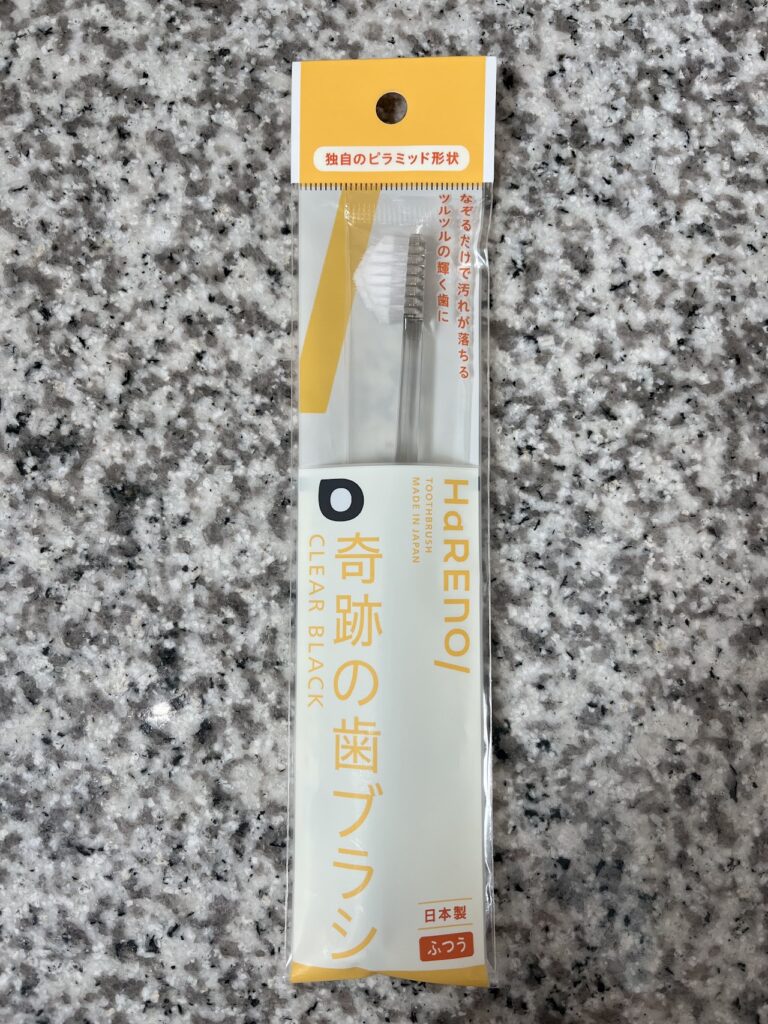 独自のピラミッド形状
なぞるだけで汚れが落ちる
ツルツルの輝く歯に
HaREnO/
TOOTHBRUSH
MADE IN JAPAN
奇跡の歯ブラシ
CLEAR BLACK
日本製
ふつう